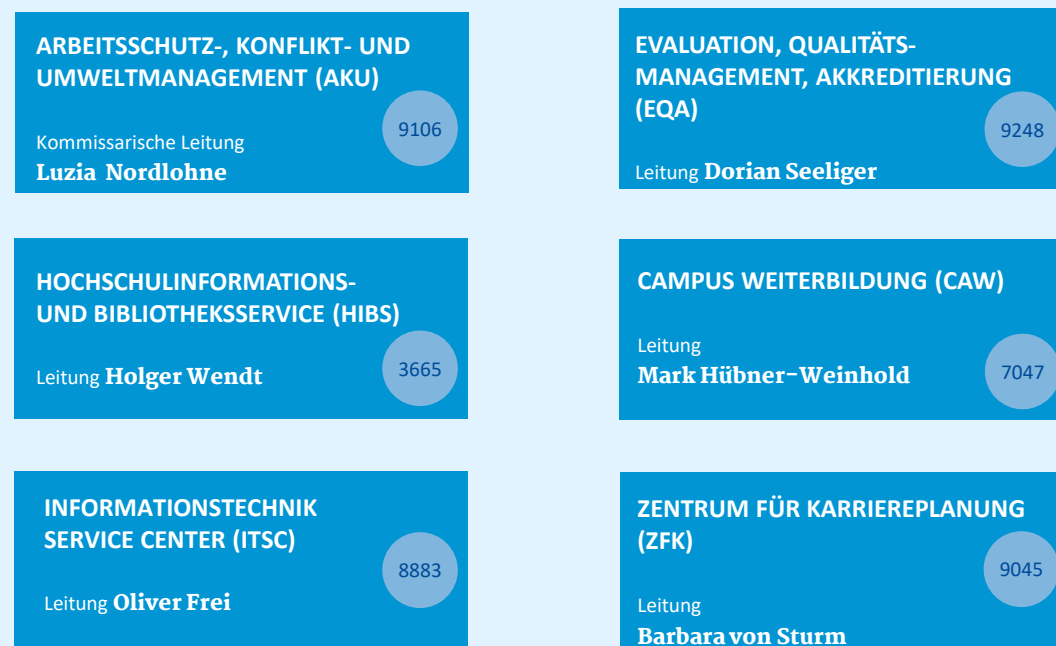 ARBEITSSCHUTZ-, KONFLIKT- UND
UMWELTMANAGEMENT (AKU)
9106
Kommissarische Leitung
Luzia Nordlohne
EVALUATION, QUALITÄTS-
MANAGEMENT, AKKREDITIERUNG
(EQA)
9248
Leitung Dorian Seeliger
HOCHSCHULINFORMATIONS-
UND BIBLIOTHEKSSERVICE (HIBS)
Leitung Holger Wendt
3665
CAMPUS WEITERBILDUNG (CAW)
Leitung
Mark Hübner-Weinhold
7047
INFORMATIONSTECHNIK
SERVICE CENTER (ITSC)
8883
Leitung Oliver Frei
ZENTRUM FÜR KARRIEREPLANUNG
(ZFK)
9045
Leitung
Barbara von Sturm